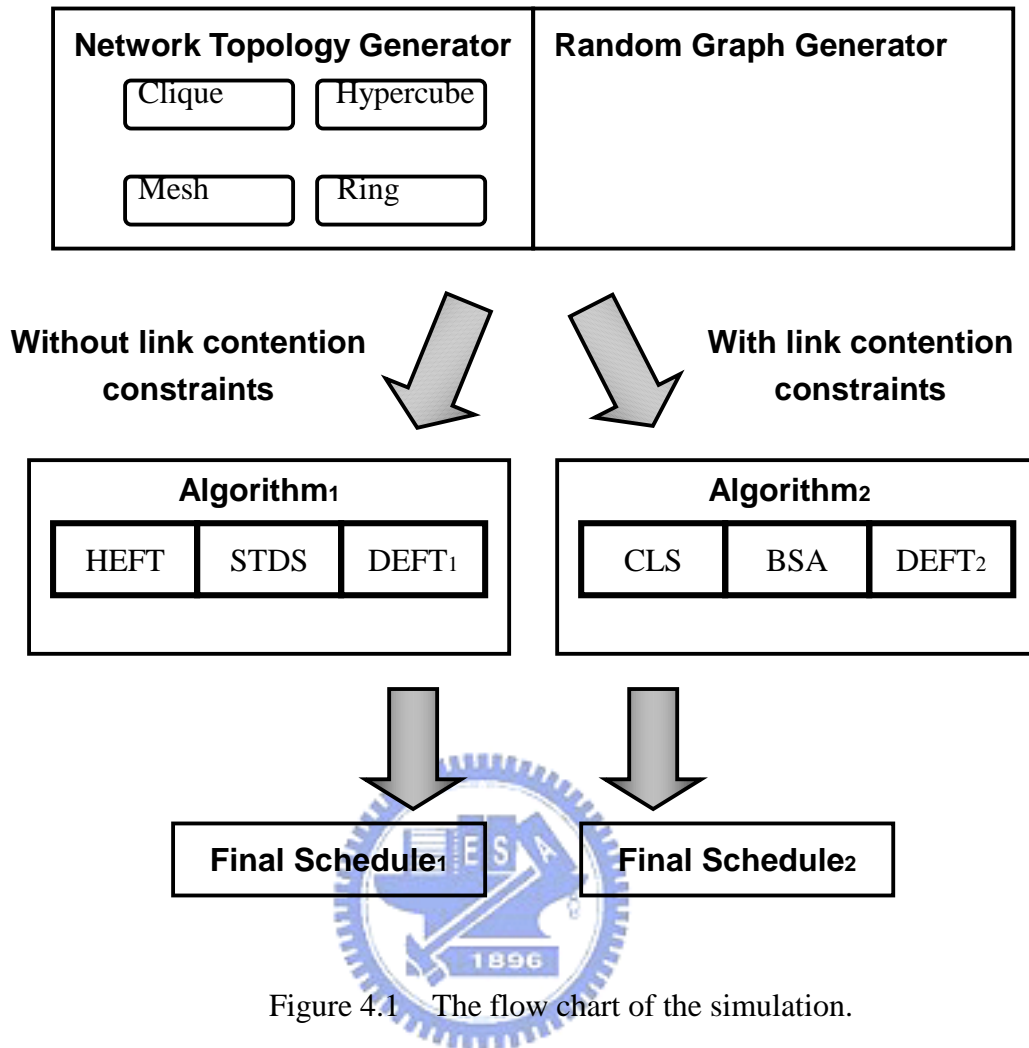 Network Topology Generator
Random Graph Generator
Clique
Hypercube
Mesh
Ring
Without link contention
constraints
With link contention
constraints
Algorithm1
Algorithm2
HEFT
STDS
DEFT1
CLS
BSA
DEFT2
Final Schedule1
Final Schedule2
E S A
1896
Figure 4.1 The flow chart of the simulation.